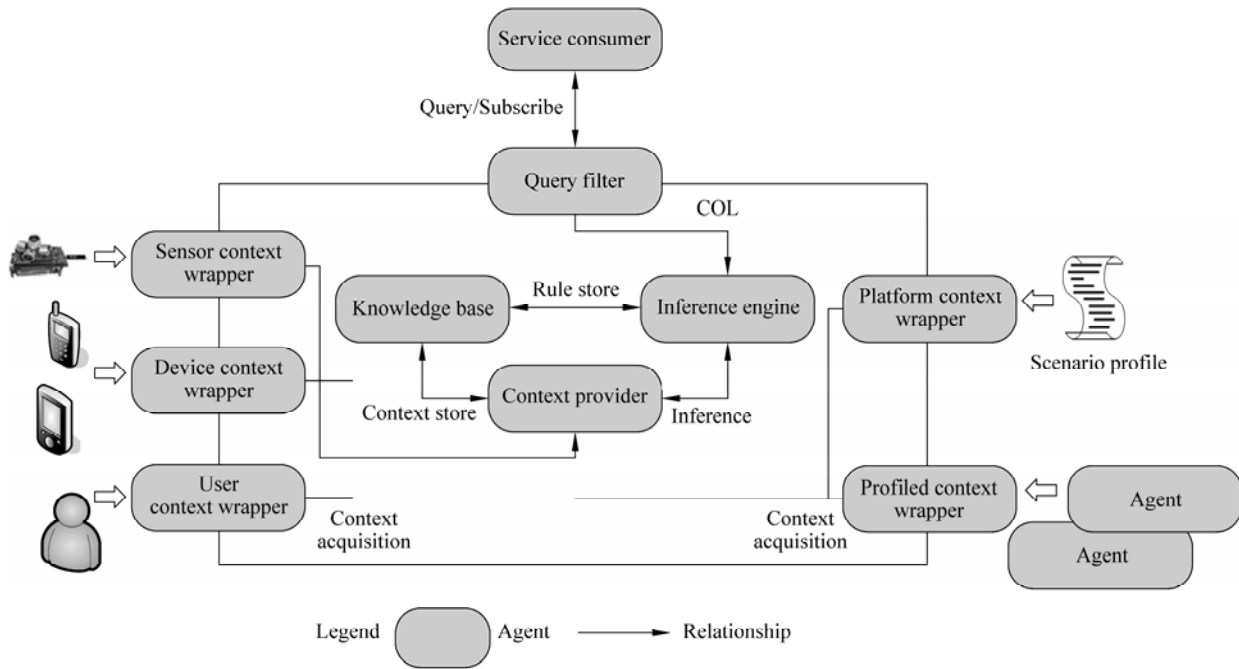 Service consumer
Query/Subscribe
Query filter
COL
Sensor context
wrapper
Knowledge base
Rule store
Inference engine
Platform context
wrapper
Scenario profile
Device context
wrapper
Context store
Context provider
Inference
User
context wrapper
Context
acquisition
Context
acquisition
Profiled context
wrapper
Agent
Agent
Legend
Agent
Relationship